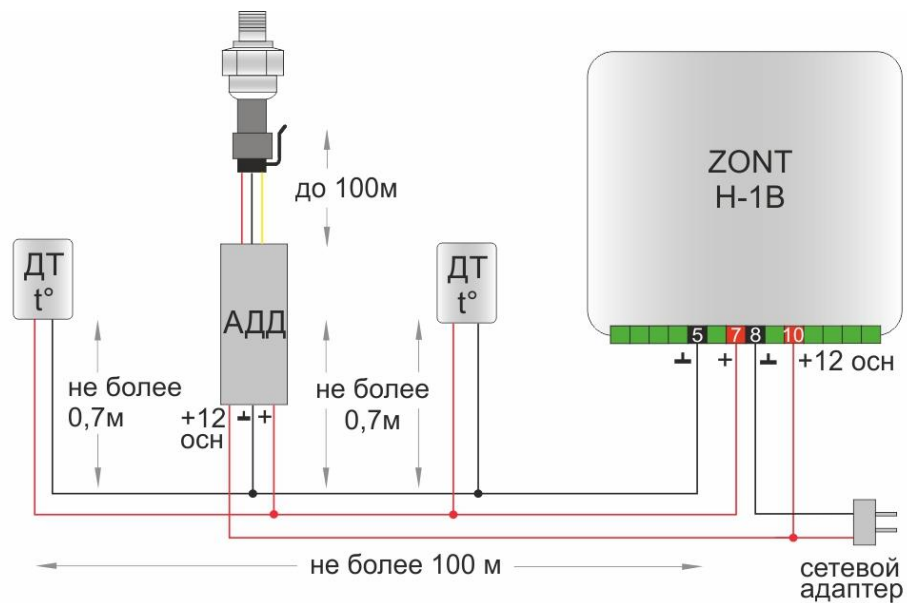 до 100м
ZONT
H-1B
ДТ
t°
АДД
ДТ
t°
5 7 8 10
⊥ + ⊥ +12 осн
не более
0,7м
+12 ⊥ +
осн
не более
0,7м
не более 100 м
сетевой
адаптер